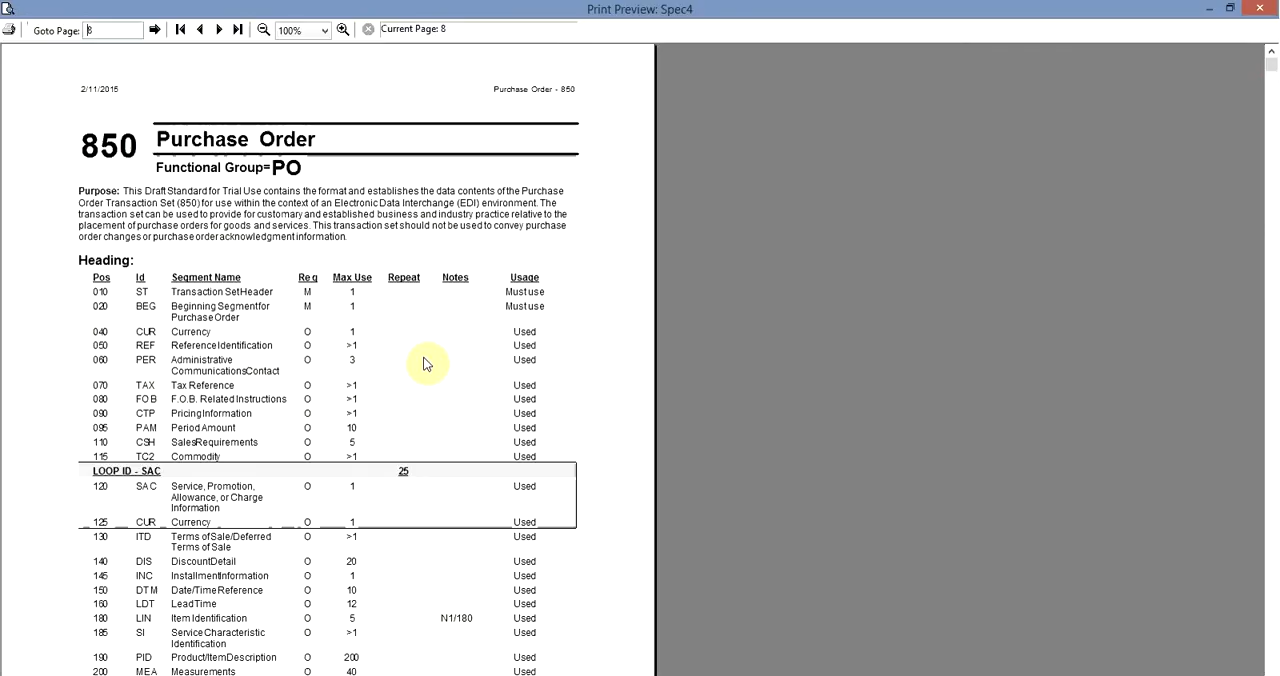 Print Preview: Spec4
Goto Page: 8 100% Current Page: 8
2/11/2015 Purchase Order - 850
850 Purchase Order
Functional Group=PO
Purpose: This Draft Standard for Trial Use contains the format and establishes the data contents of the Purchase
Order Transaction Set (850) for use within the context of an Electronic Data Interchange (EDI) environment. The
transaction set can be used to provide for customary and established business and industry practice relative to the
placement of purchase orders for goods and services. This transaction set should not be used to convey purchase
order changes or purchase order acknowledgment information.
Heading:
Pos Id Segment Name Req Max Use Repeat Notes Usage
010 ST Transaction Set Header M 1 Must use
020 BEG Beginning Segment for M 1 Must use
Purchase Order
040 CUR Currency O 1 Used
050 REF Reference Identification O >1 Used
060 PER Administrative O 3 Used
Communications Contact
070 TAX Tax Reference O >1 Used
080 FOB F.O.B. Related Instructions O >1 Used
090 CTP Pricing Information O >1 Used
095 PAM Period Amount O 10 Used
110 CSH Sales Requirements O 5 Used
115 TC2 Commodity O >1 Used
LOOP ID - SAC 25
120 SAC Service, Promotion, O 1 Used
Allowance, or Charge
Information
125 CUR Currency O 1 Used
130 ITD Terms of Sale/Deferred O >1 Used
Terms of Sale
140 DIS Discount Detail O 20 Used
145 INC Installment Information O 1 Used
150 DTM Date/Time Reference O 10 Used
160 LDT Lead Time O 12 Used
180 LIN Item Identification O 5 N1/180 Used
185 SI Service Characteristic O >1 Used
Identification
190 PID Product/Item Description O 200 Used
200 MEA Measurements O 40 Used